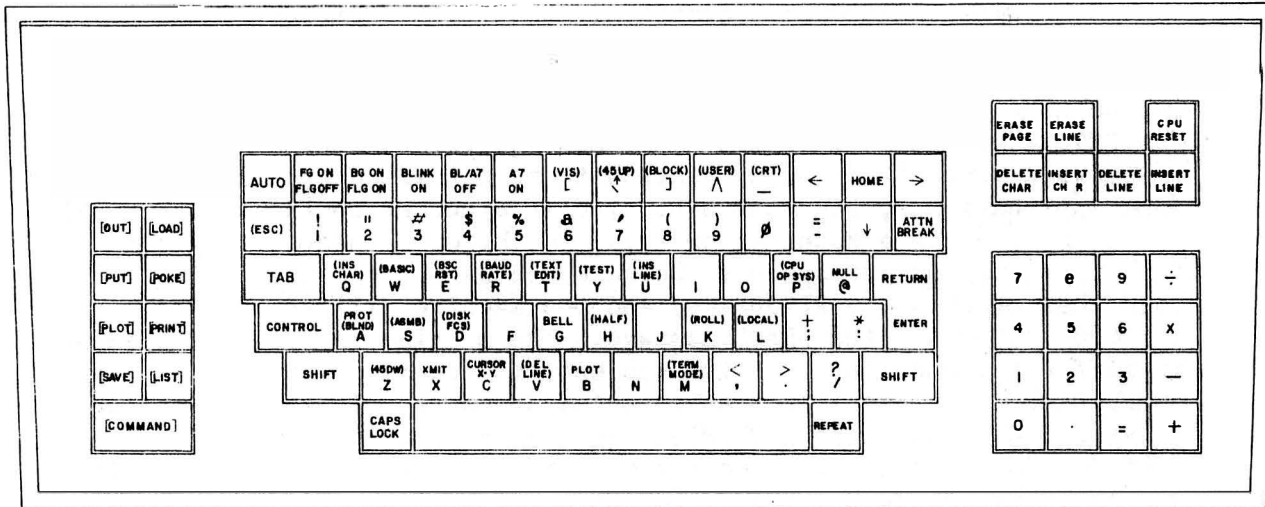 ERASE PAGE
ERASE LINE
CPU RESET
DELETE CHAR
INSERT CH R
DELETE LINE
INSERT LINE
AUTO
FG ON FLG OFF
BG ON FLG ON
BLINK ON
BL/A7 OFF
A7 ON
(VIS) [
(45UP) ↑ \
(BLOCK) ]
(USER) /\
(CRT) _
←
HOME
→
(ESC)
! 1
" 2
# 3
$ 4
% 5
& 6
' 7
( 8
) 9
Ø
= -
↓
ATTN BREAK
TAB
(INS CHAR) Q
(BASIC) W
(BSC RST) E
(BAUD RATE) R
(TEXT EDIT) T
(TEST) Y
(INS LINE) U
I
O
(CPU OP SYS) P
NULL @
RETURN
CONTROL
PROT (BLND) A
(ASMB) S
(DISK FCS) D
F
BELL G
(HALF) H
J
(ROLL) K
(LOCAL) L
+ ;
* :
ENTER
SHIFT
(45DW) Z
XMIT X
CURSOR X-Y C
(DEL LINE) V
PLOT B
N
(TERM MODE) M
< ,
> .
? /
SHIFT
CAPS LOCK
REPEAT
[OUT] [LOAD]
[PUT] [POKE]
[PLOT] [PRINT]
[SAVE] [LIST]
[COMMAND]
7 e 9 ÷
4 5 6 X
1 2 3 —
0 . = +